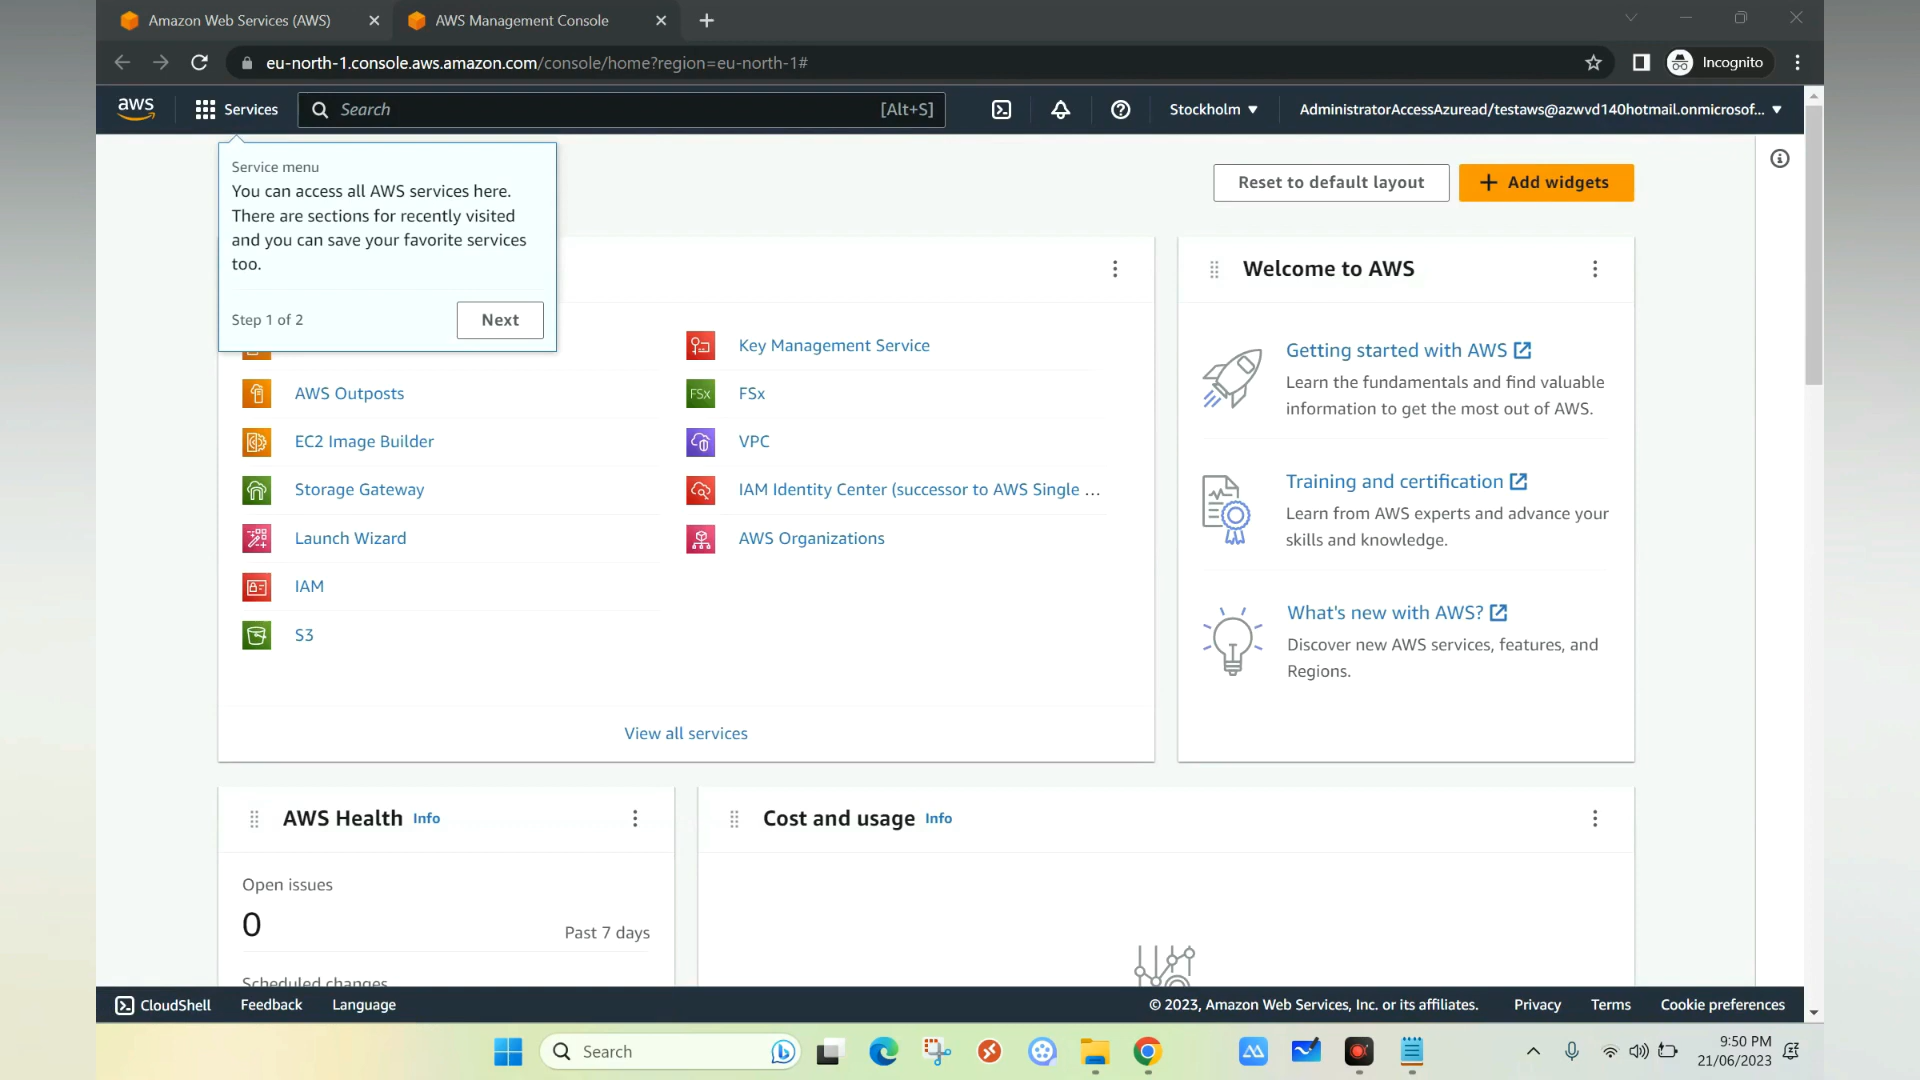 Amazon Web Services (AWS)
AWS Management Console
eu-north-1.console.aws.amazon.com/console/home?region=eu-north-1#
Incognito
aws
Services
Search
[Alt+S]
Stockholm
AdministratorAccessAzuread/testaws@azwvd140hotmail.onmicrosof...
Service menu
You can access all AWS services here.
There are sections for recently visited
and you can save your favorite services
too.
Step 1 of 2
Next
Reset to default layout
+ Add widgets
AWS Outposts
EC2 Image Builder
Storage Gateway
Launch Wizard
IAM
S3
Key Management Service
FSx
FSx
VPC
IAM Identity Center (successor to AWS Single ...
AWS Organizations
View all services
Welcome to AWS
Getting started with AWS
Learn the fundamentals and find valuable
information to get the most out of AWS.
Training and certification
Learn from AWS experts and advance your
skills and knowledge.
What's new with AWS?
Discover new AWS services, features, and
Regions.
AWS Health Info
Open issues
0
Past 7 days
Scheduled changes
Cost and usage Info
CloudShell
Feedback
Language
© 2023, Amazon Web Services, Inc. or its affiliates.
Privacy
Terms
Cookie preferences
Search
9:50 PM
21/06/2023